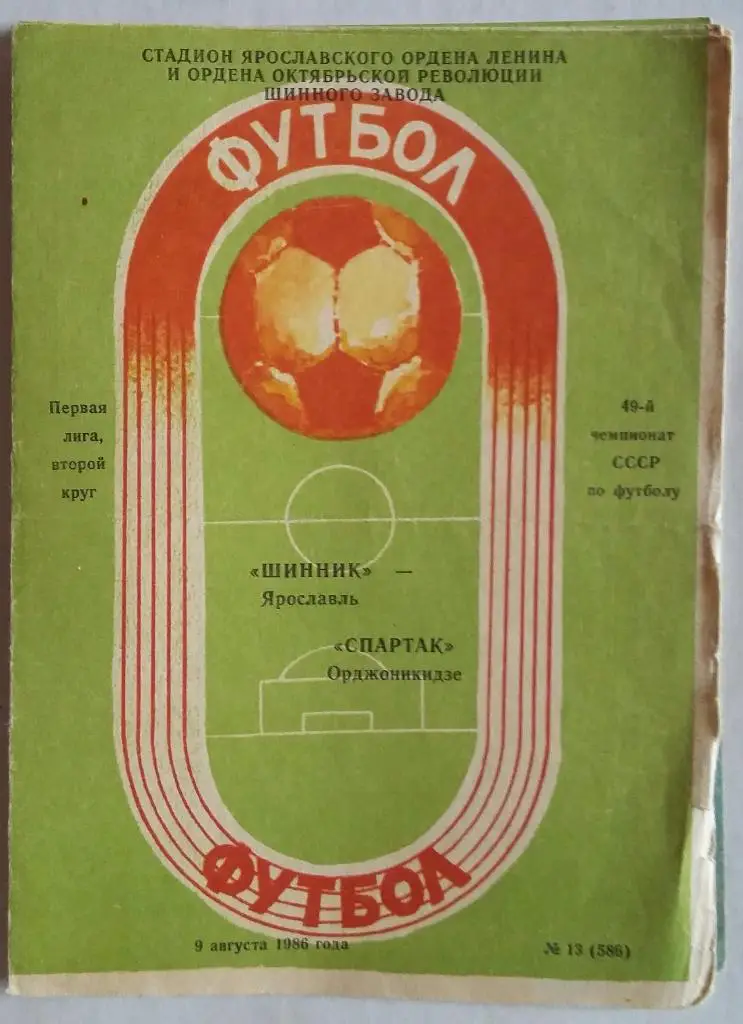 СТАДИОН ЯРОСЛАВСКОГО ОРДЕНА ЛЕНИНА
И ОРДЕНА ОКТЯБРЬСКОЙ РЕВОЛЮЦИИ
ШИННОГО ЗАВОДА
ФУТБОЛ
Первая
лига,
второй
круг
49-й
чемпионат
СССР
по футболу
«ШИННИК» —
Ярославль
«СПАРТАК»
Орджоникидзе
ФУТБОЛ
9 августа 1986 года
№ 13 (586)